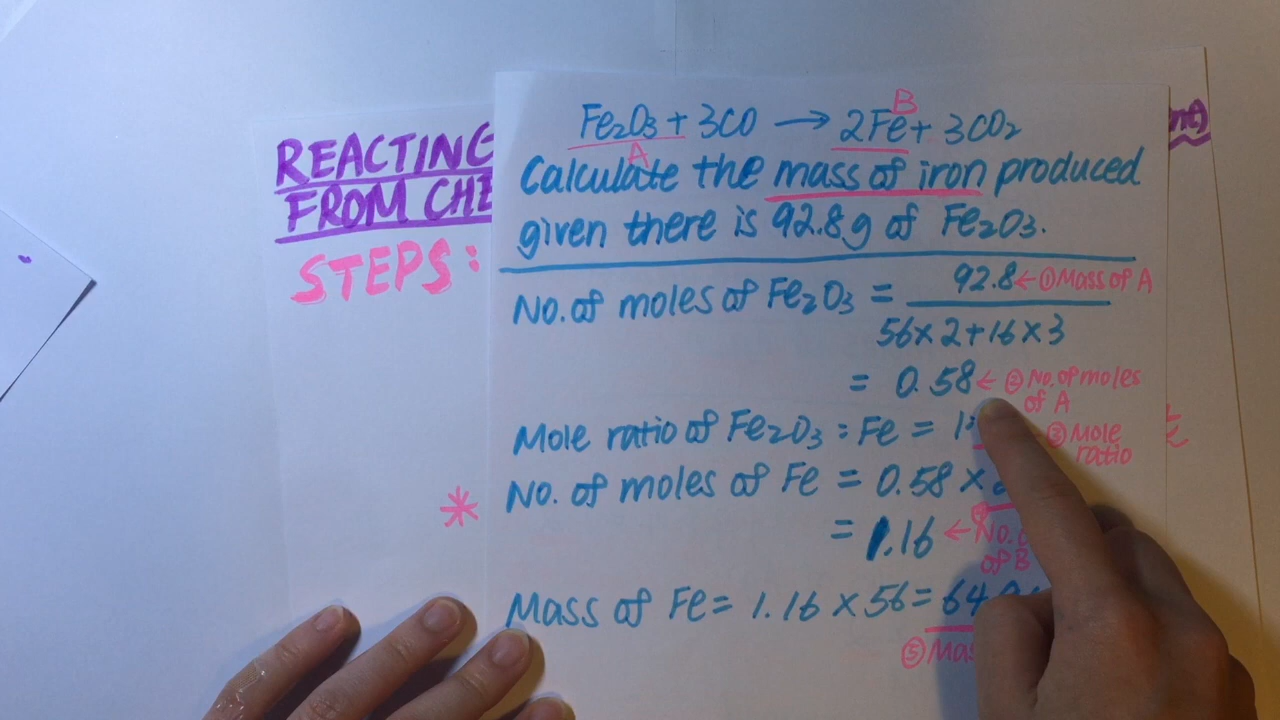 Fe₂O₃ + 3CO → 2Fe + 3CO₂
A
B
Calculate the mass of iron produced
given there is 92.8g of Fe₂O₃.
REACTING
FROM
STEPS:
No. of moles of Fe₂O₃ = 92.8 ← ① Mass of A
56×2+16×3
= 0.58 ← ② No. of moles
of A
Mole ratio of Fe₂O₃ : Fe = 1:
③ Mole
ratio
No. of moles of Fe = 0.58 ×
*
= 1.16 ← ④ No.
of B
Mass of Fe = 1.16 × 56 =
⑤